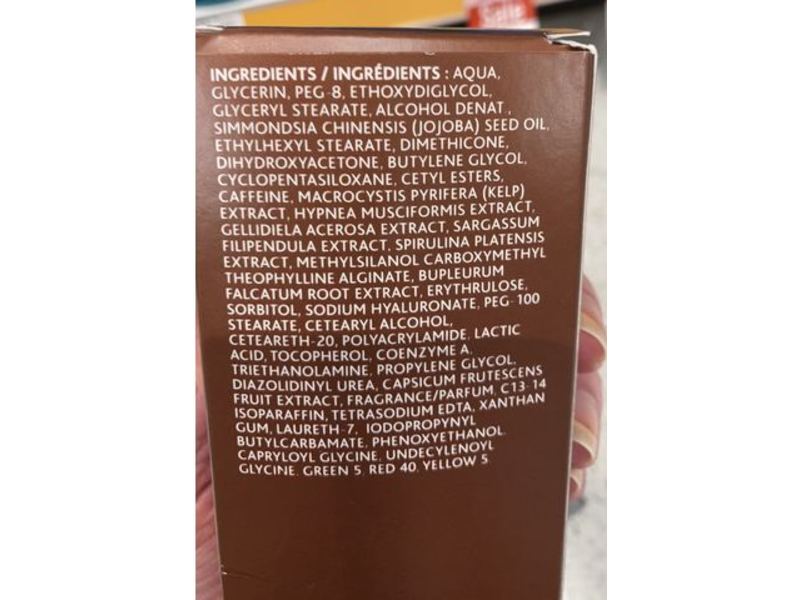 Sale
INGREDIENTS / INGRÉDIENTS : AQUA,
GLYCERIN, PEG-8, ETHOXYDIGLYCOL,
GLYCERYL STEARATE, ALCOHOL DENAT.,
SIMMONDSIA CHINENSIS (JOJOBA) SEED OIL,
ETHYLHEXYL STEARATE, DIMETHICONE,
DIHYDROXYACETONE, BUTYLENE GLYCOL,
CYCLOPENTASILOXANE, CETYL ESTERS,
CAFFEINE, MACROCYSTIS PYRIFERA (KELP)
EXTRACT, HYPNEA MUSCIFORMIS EXTRACT,
GELLIDIELA ACEROSA EXTRACT, SARGASSUM
FILIPENDULA EXTRACT, SPIRULINA PLATENSIS
EXTRACT, METHYLSILANOL CARBOXYMETHYL
THEOPHYLLINE ALGINATE, BUPLEURUM
FALCATUM ROOT EXTRACT, ERYTHRULOSE,
SORBITOL, SODIUM HYALURONATE, PEG-100
STEARATE, CETEARYL ALCOHOL,
CETEARETH-20, POLYACRYLAMIDE, LACTIC
ACID, TOCOPHEROL, COENZYME A,
TRIETHANOLAMINE, PROPYLENE GLYCOL,
DIAZOLIDINYL UREA, CAPSICUM FRUTESCENS
FRUIT EXTRACT, FRAGRANCE/PARFUM, C13-14
ISOPARAFFIN, TETRASODIUM EDTA, XANTHAN
GUM, LAURETH-7, IODOPROPYNYL
BUTYLCARBAMATE, PHENOXYETHANOL,
CAPRYLOYL GLYCINE, UNDECYLENOYL
GLYCINE, GREEN 5, RED 40, YELLOW 5